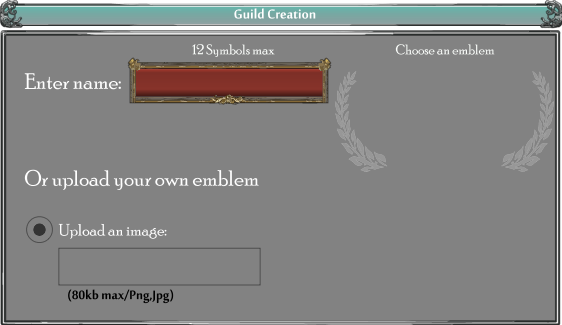 Guild Creation
12 Symbols max
Choose an emblem
Enter name:
Or upload your own emblem
Upload an image:
(80kb max/Png,Jpg)